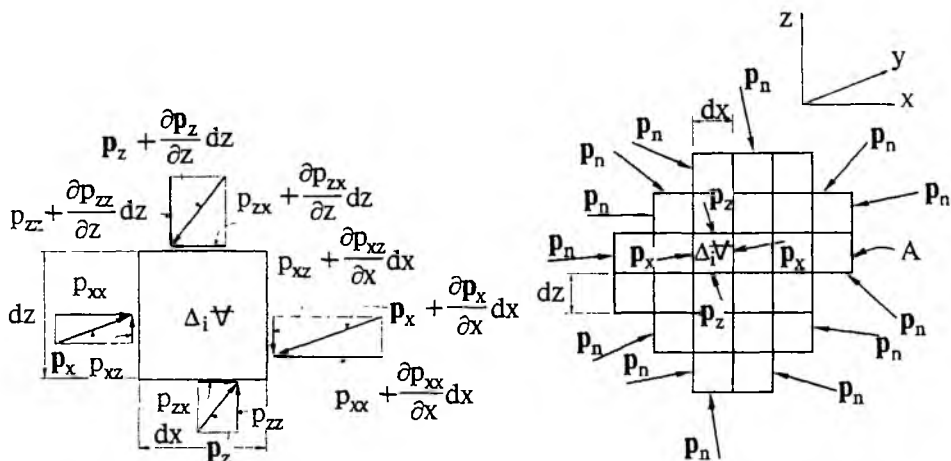 p_z + ∂p_z/∂z dz
p_zz + ∂p_zz/∂z dz
p_zx + ∂p_zx/∂z dz
p_xz + ∂p_xz/∂x dx
p_xx
dz
Δ_i V
p_x + ∂p_x/∂x dx
p_x
p_xz
p_xx + ∂p_xx/∂x dx
p_zx
p_zz
dx
p_z
z
y
x
p_n
dx
p_n
p_n
p_n
p_n
p_n
p_z
p_n
p_x
Δ_i V
p_x
A
dz
p_z
p_n
p_n
p_n
p_n
p_n
p_n